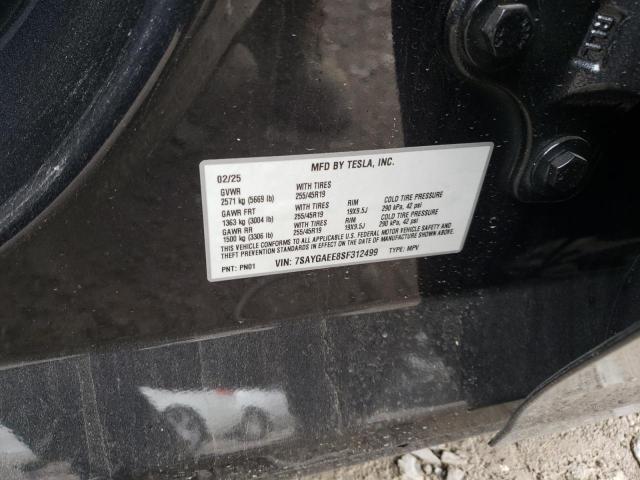 MFD BY TESLA, INC.
02/25
GVWR
2571 kg (5669 lb) WITH TIRES 255/45R19
GAWR FRT WITH TIRES RIM COLD TIRE PRESSURE
1363 kg (3004 lb) 255/45R19 19X9.5J 290 kPa, 42 psi
GAWR RR WITH TIRES RIM COLD TIRE PRESSURE
1500 kg (3306 lb) 255/45R19 19X9.5J 290 kPa, 42 psi
THIS VEHICLE CONFORMS TO ALL APPLICABLE U.S. FEDERAL MOTOR VEHICLE SAFETY AND
THEFT PREVENTION STANDARDS IN EFFECT ON THE DATE OF MANUFACTURE SHOWN ABOVE.
PNT: PN01 VIN: 7SAYGAEE8SF312499 TYPE: MPV